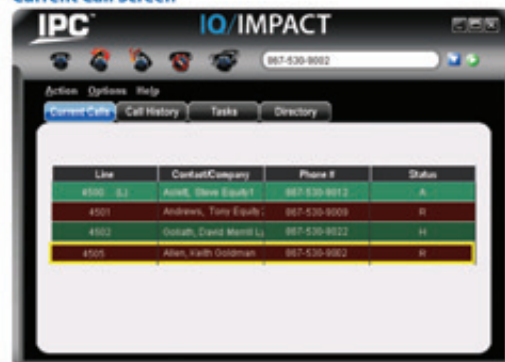 Current Call Screen
IPC IQ/IMPACT
867-530-9002
Action Options Help
Current Calls Call History Tasks Directory
Line Contact/Company Phone # Status
4500 (L) Aslett, Steve Equity1 867-530-9012 A
4501 Andrews, Tony Equity 867-530-9009 R
4502 Goliath, David Merrill Ly 867-530-9022 H
4505 Allen, Keith Goldman 867-530-9002 R